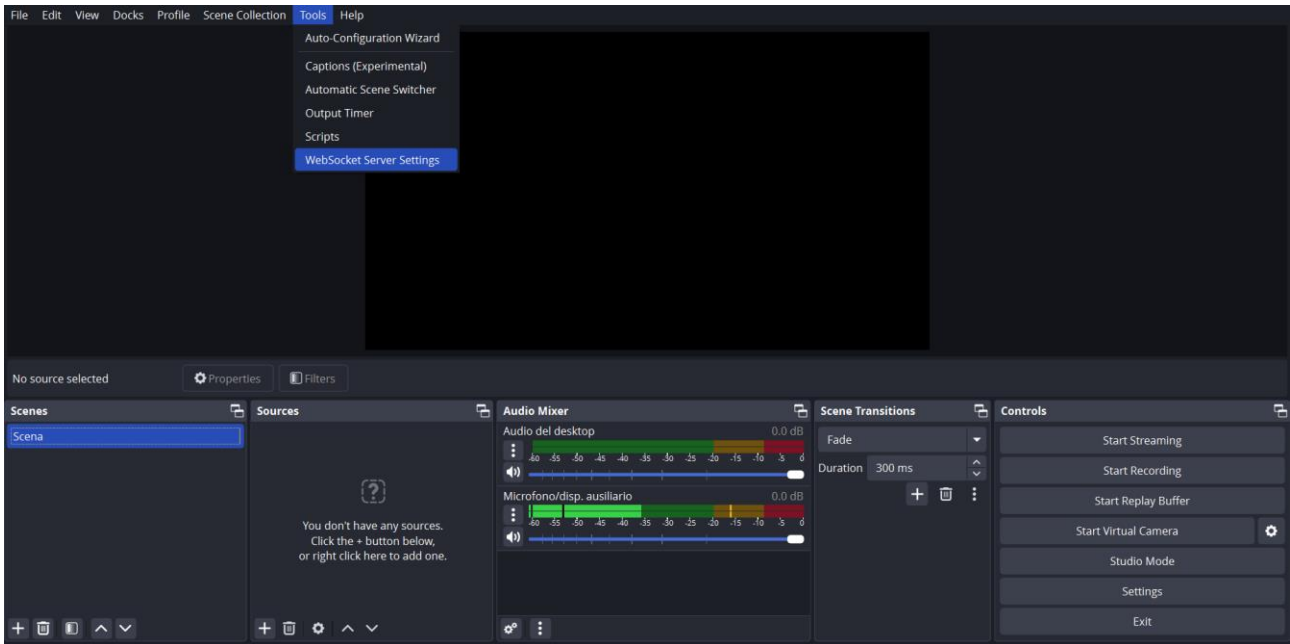 File Edit View Docks Profile Scene Collection Tools Help
Auto-Configuration Wizard
Captions (Experimental)
Automatic Scene Switcher
Output Timer
Scripts
WebSocket Server Settings
No source selected
Properties
Filters
Scenes
Scena
Sources
You don't have any sources.
Click the + button below,
or right click here to add one.
Audio Mixer
Audio del desktop 0.0 dB
-60 -55 -50 -45 -40 -35 -30 -25 -20 -15 -10 -5 0
Microfono/disp. ausiliario 0.0 dB
-60 -55 -50 -45 -40 -35 -30 -25 -20 -15 -10 -5 0
Scene Transitions
Fade
Duration 300 ms
Controls
Start Streaming
Start Recording
Start Replay Buffer
Start Virtual Camera
Studio Mode
Settings
Exit